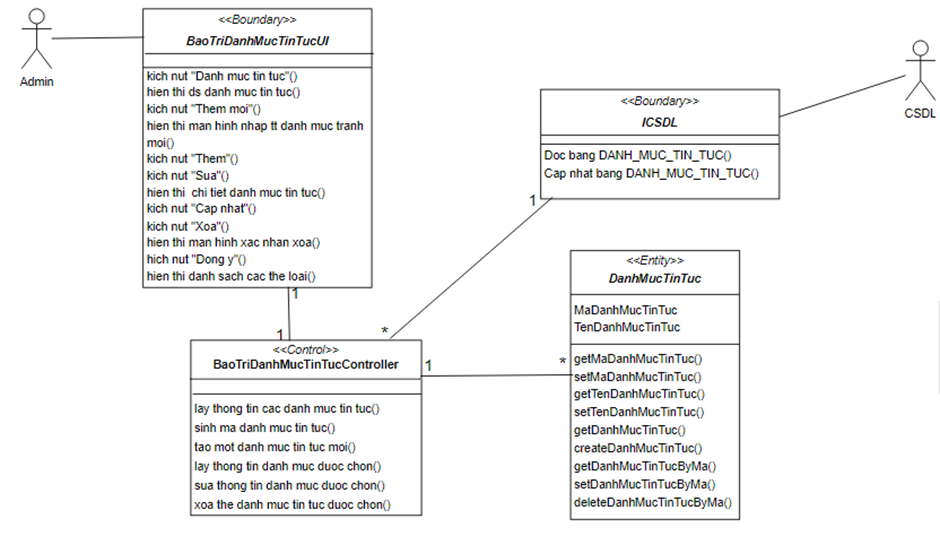 Admin
<<Boundary>>
BaoTriDanhMucTinTucUI
kich nut "Danh muc tin tuc"()
hien thi ds danh muc tin tuc()
kich nut "Them moi"()
hien thi man hinh nhap tt danh muc tranh
moi()
kich nut "Them"()
kich nut "Sua"()
hien thi  chi tiet danh muc tin tuc()
kich nut "Cap nhat"()
kich nut "Xoa"()
hien thi man hinh xac nhan xoa()
hich nut "Dong y"()
hien thi danh sach cac the loai()
1
1
<<Control>>
BaoTriDanhMucTinTucController
lay thong tin cac danh muc tin tuc()
sinh ma danh muc tin tuc()
tao mot danh muc tin tuc moi()
lay thong tin danh muc duoc chon()
sua thong tin danh muc duoc chon()
xoa the danh muc tin tuc duoc chon()
*
1
<<Boundary>>
ICSDL
Doc bang DANH_MUC_TIN_TUC()
Cap nhat bang DANH_MUC_TIN_TUC()
CSDL
1
*
<<Entity>>
DanhMucTinTuc
MaDanhMucTinTuc
TenDanhMucTinTuc
getMaDanhMucTinTuc()
setMaDanhMucTinTuc()
getTenDanhMucTinTuc()
setTenDanhMucTinTuc()
getDanhMucTinTuc()
createDanhMucTinTuc()
getDanhMucTinTucByMa()
setDanhMucTinTucByMa()
deleteDanhMucTinTucByMa()